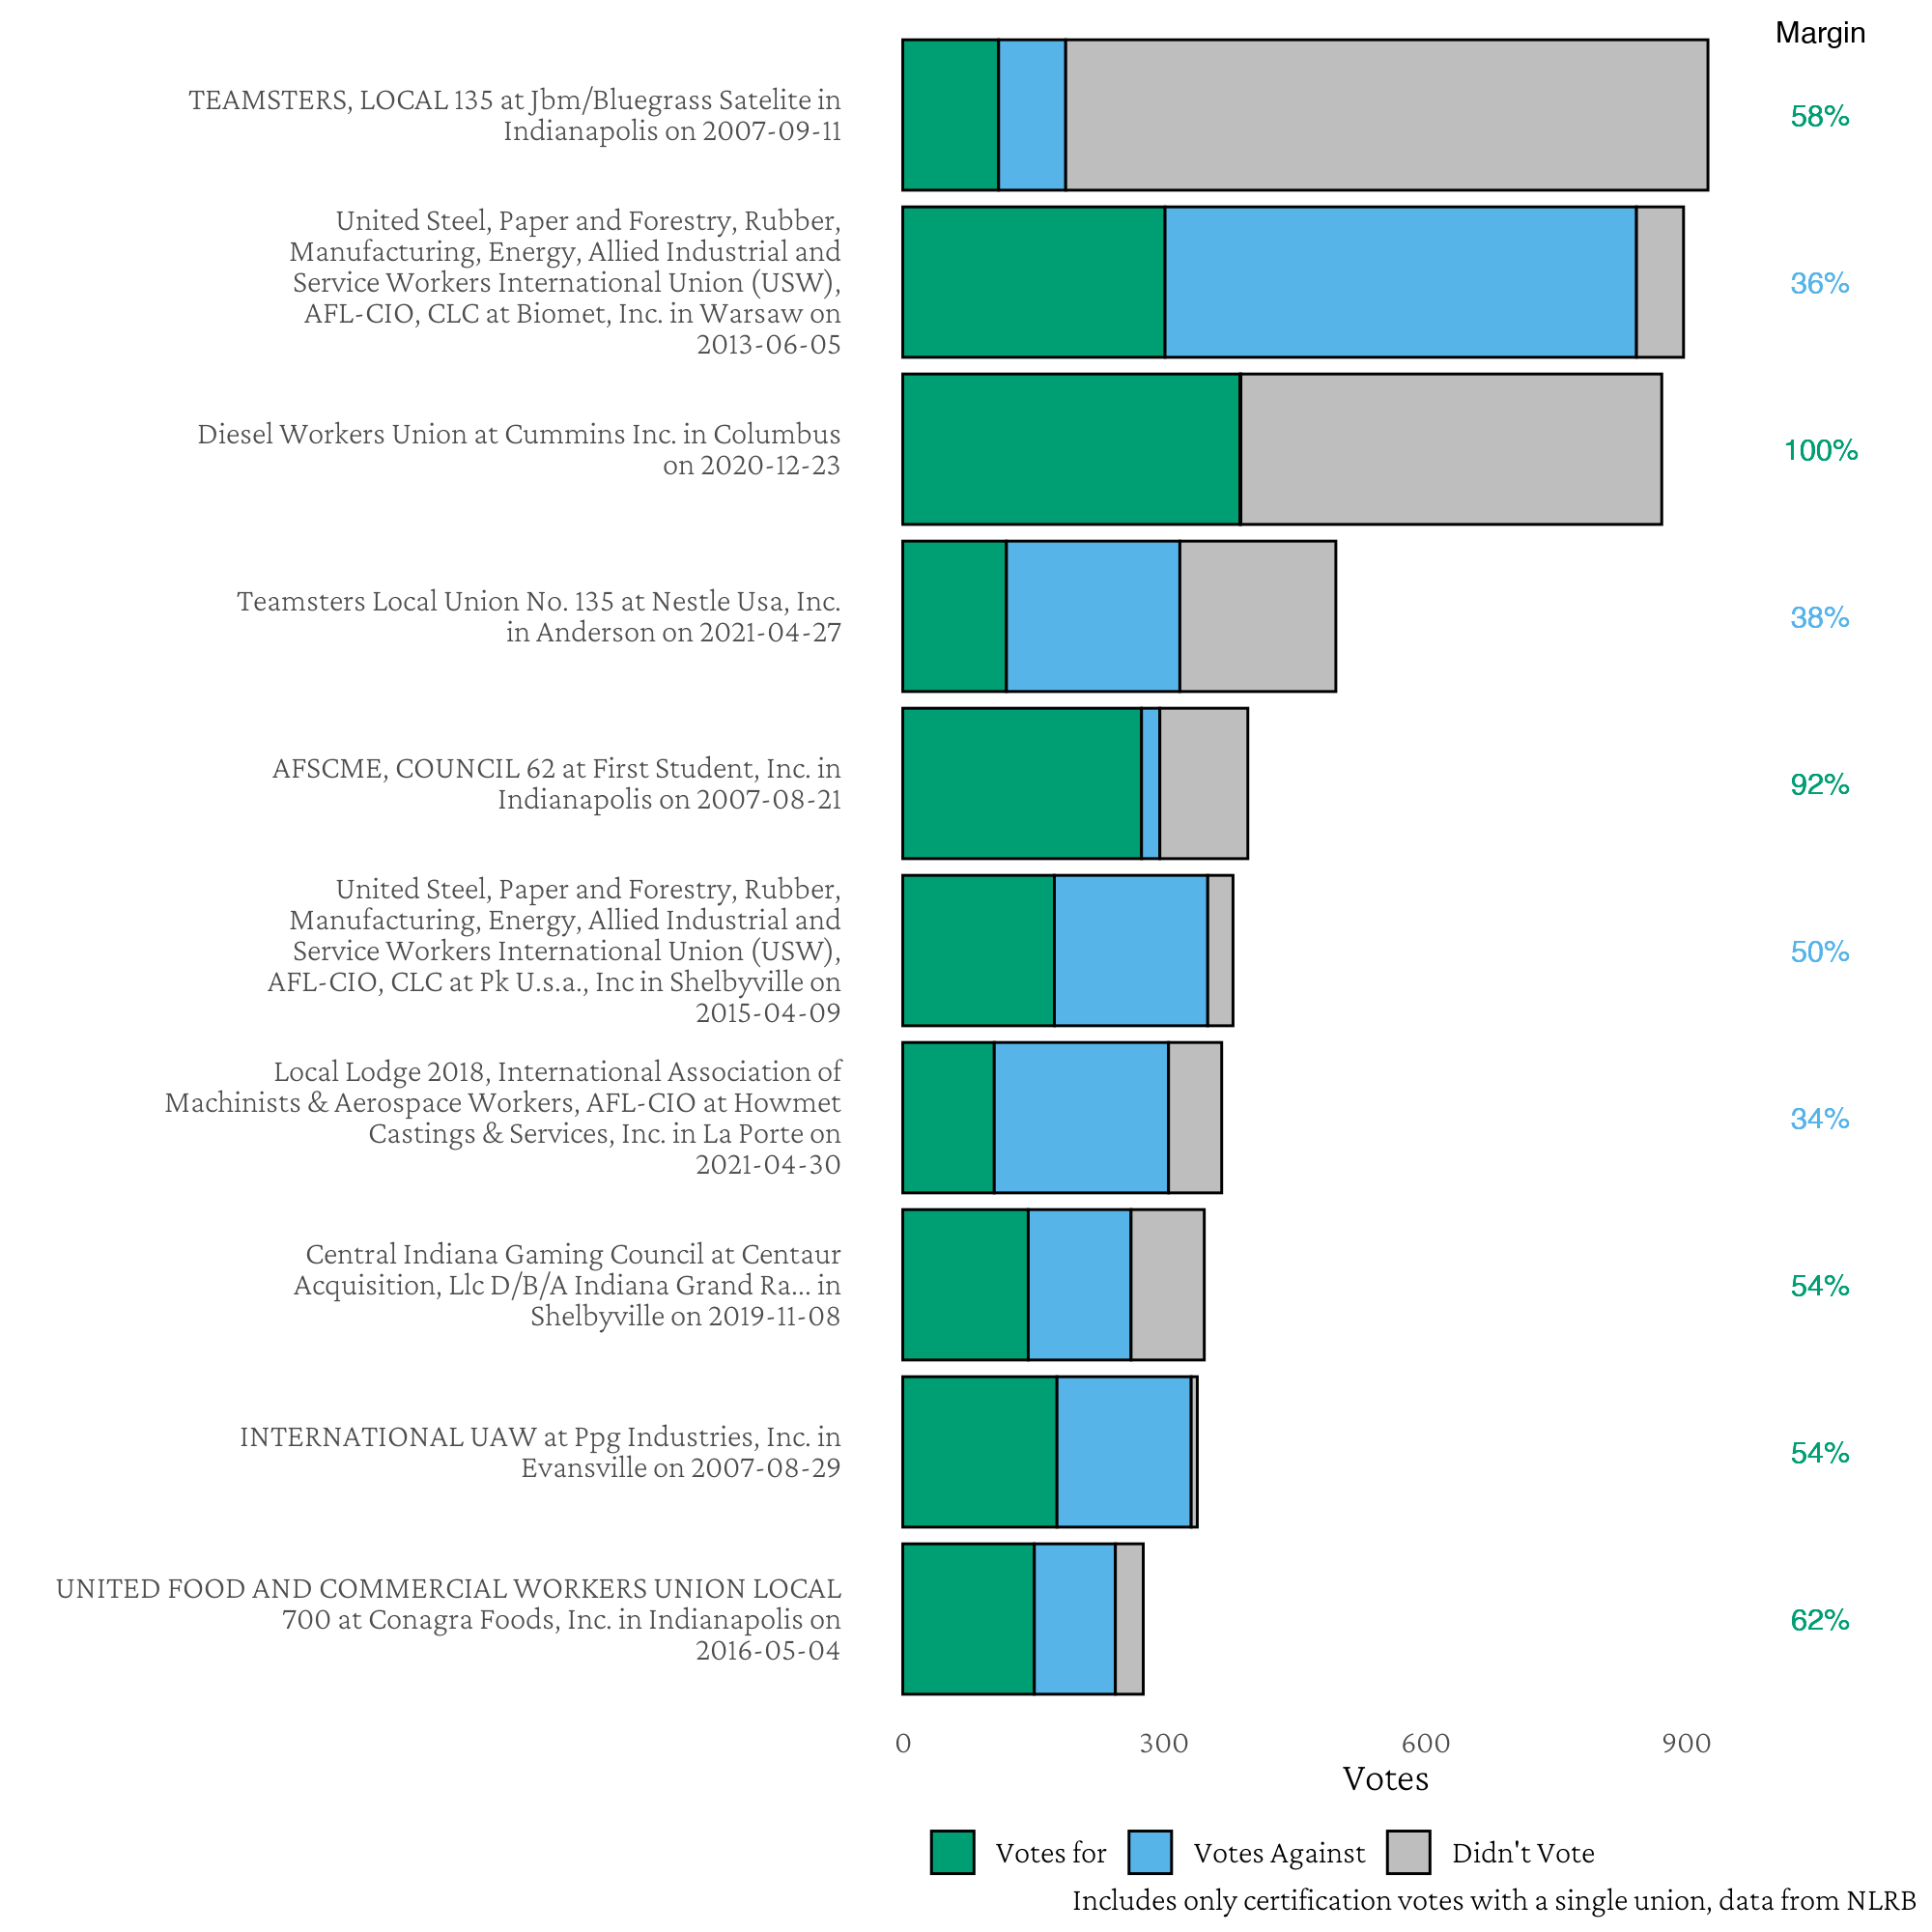 Margin
TEAMSTERS, LOCAL 135 at Jbm/Bluegrass Satelite in
Indianapolis on 2007-09-11
58%
United Steel, Paper and Forestry, Rubber,
Manufacturing, Energy, Allied Industrial and
Service Workers International Union (USW),
AFL-CIO, CLC at Biomet, Inc. in Warsaw on
2013-06-05
36%
Diesel Workers Union at Cummins Inc. in Columbus
on 2020-12-23
100%
Teamsters Local Union No. 135 at Nestle Usa, Inc.
in Anderson on 2021-04-27
38%
AFSCME, COUNCIL 62 at First Student, Inc. in
Indianapolis on 2007-08-21
92%
United Steel, Paper and Forestry, Rubber,
Manufacturing, Energy, Allied Industrial and
Service Workers International Union (USW),
AFL-CIO, CLC at Pk U.s.a., Inc in Shelbyville on
2015-04-09
50%
Local Lodge 2018, International Association of
Machinists & Aerospace Workers, AFL-CIO at Howmet
Castings & Services, Inc. in La Porte on
2021-04-30
34%
Central Indiana Gaming Council at Centaur
Acquisition, Llc D/B/A Indiana Grand Ra... in
Shelbyville on 2019-11-08
54%
INTERNATIONAL UAW at Ppg Industries, Inc. in
Evansville on 2007-08-29
54%
UNITED FOOD AND COMMERCIAL WORKERS UNION LOCAL
700 at Conagra Foods, Inc. in Indianapolis on
2016-05-04
62%
0 300 600 900
Votes
Votes for Votes Against Didn't Vote
Includes only certification votes with a single union, data from NLRB